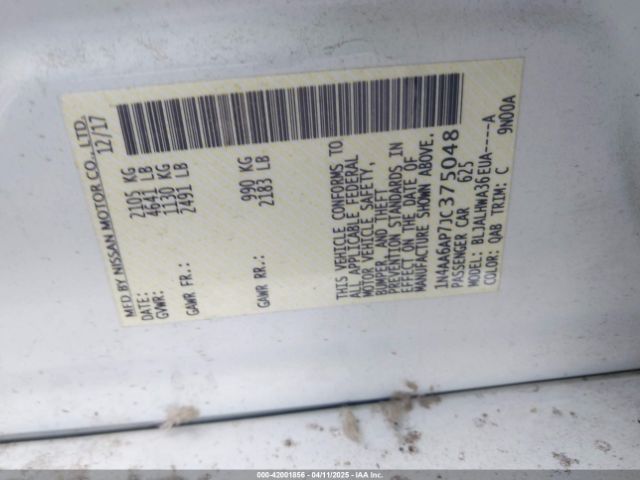 MFD BY NISSAN MOTOR CO., LTD.
DATE: 12/17
GVWR: 2105 KG
4641 LB
GAWR FR.: 1130 KG
2491 LB
GAWR RR.: 990 KG
2183 LB
THIS VEHICLE CONFORMS TO
ALL APPLICABLE FEDERAL
MOTOR VEHICLE SAFETY,
BUMPER, AND THEFT
PREVENTION STANDARDS IN
EFFECT ON THE DATE OF
MANUFACTURE SHOWN ABOVE.
1N4AA6AP7JC375048
PASSENGER CAR 625
MODEL: BLJALHWA36EUA----A
COLOR: QAB TRIM: C 9N00A
000-42001856 - 04/11/2025 - IAAI.COM